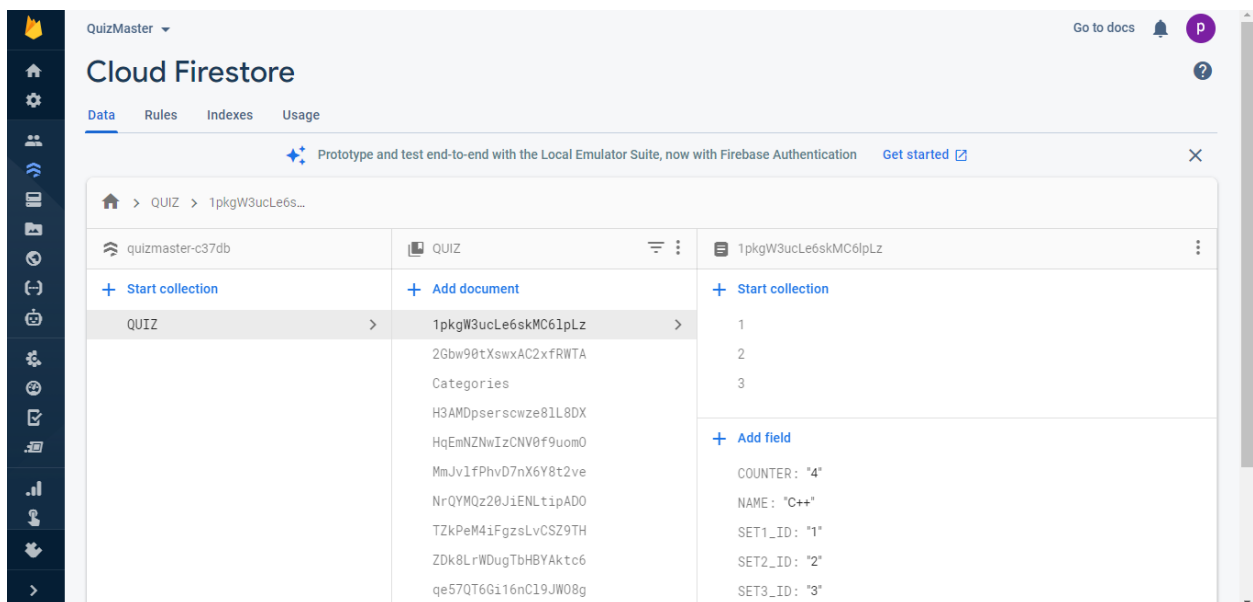 QuizMaster
Go to docs
p
Cloud Firestore
?
Data Rules Indexes Usage
Prototype and test end-to-end with the Local Emulator Suite, now with Firebase Authentication Get started
QUIZ > 1pkgW3ucLe6s...
quizmaster-c37db
QUIZ
1pkgW3ucLe6skMC6lpLz
+ Start collection
+ Add document
+ Start collection
QUIZ
1pkgW3ucLe6skMC6lpLz
2Gbw90tXswxAC2xfRWTA
Categories
H3AMDpserscwze8lL8DX
HqEmNZNwIzCNV0f9uomO
MmJvlfPhvD7nX6Y8t2ve
NrQYMQz20JiENLtipADO
TZkPeM4iFgzsLvCSZ9TH
ZDk8LrWDugTbHBYAktc6
qe57QT6Gi16nCl9JWO8g
1
2
3
+ Add field
COUNTER: "4"
NAME: "C++"
SET1_ID: "1"
SET2_ID: "2"
SET3_ID: "3"